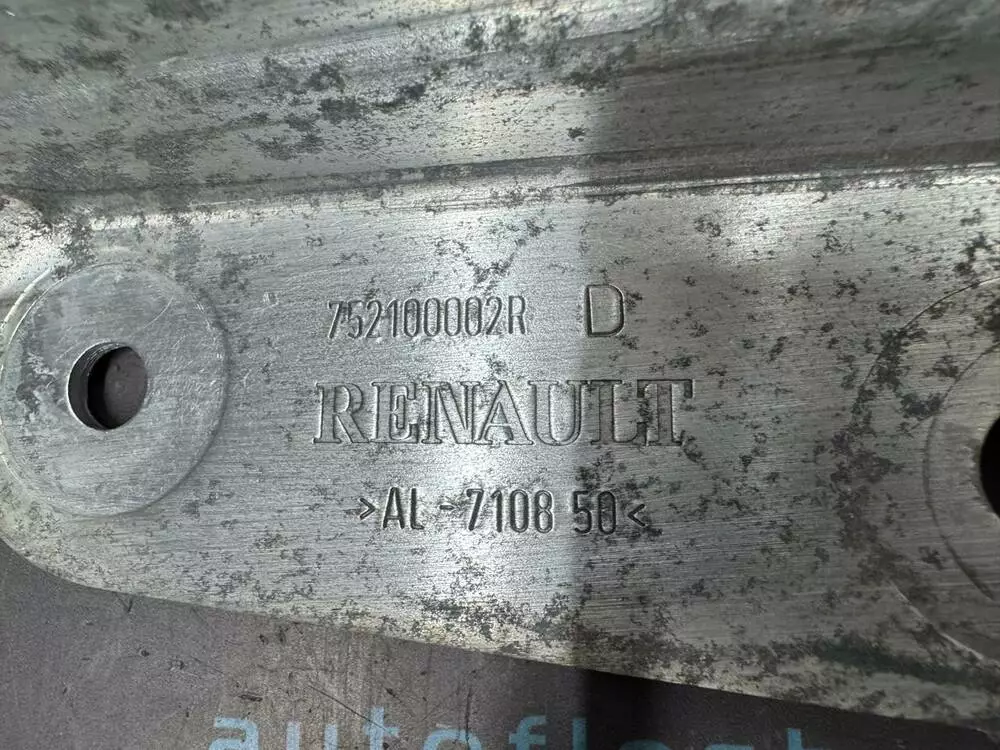 752100002R D
RENAULT
>AL-7108 50<